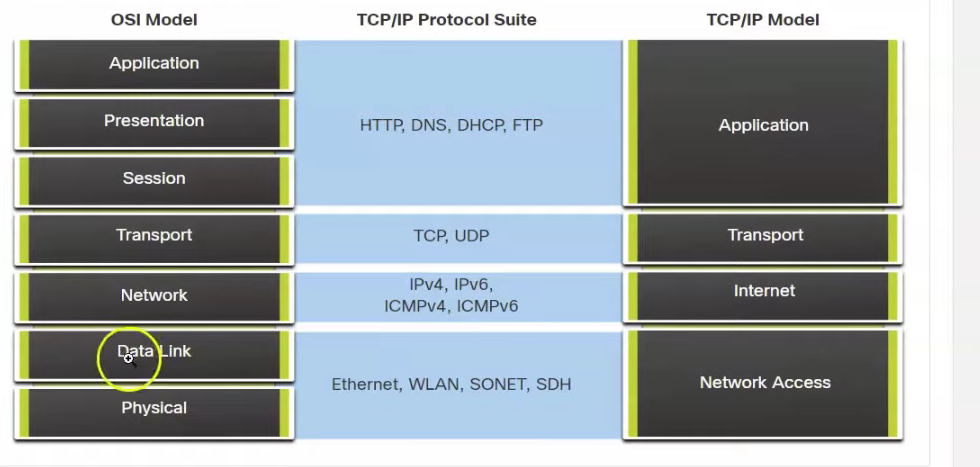 OSI Model
TCP/IP Protocol Suite
TCP/IP Model
Application
Presentation
Session
HTTP, DNS, DHCP, FTP
Application
Transport
TCP, UDP
Transport
Network
IPv4, IPv6,
ICMPv4, ICMPv6
Internet
Data Link
Physical
Ethernet, WLAN, SONET, SDH
Network Access